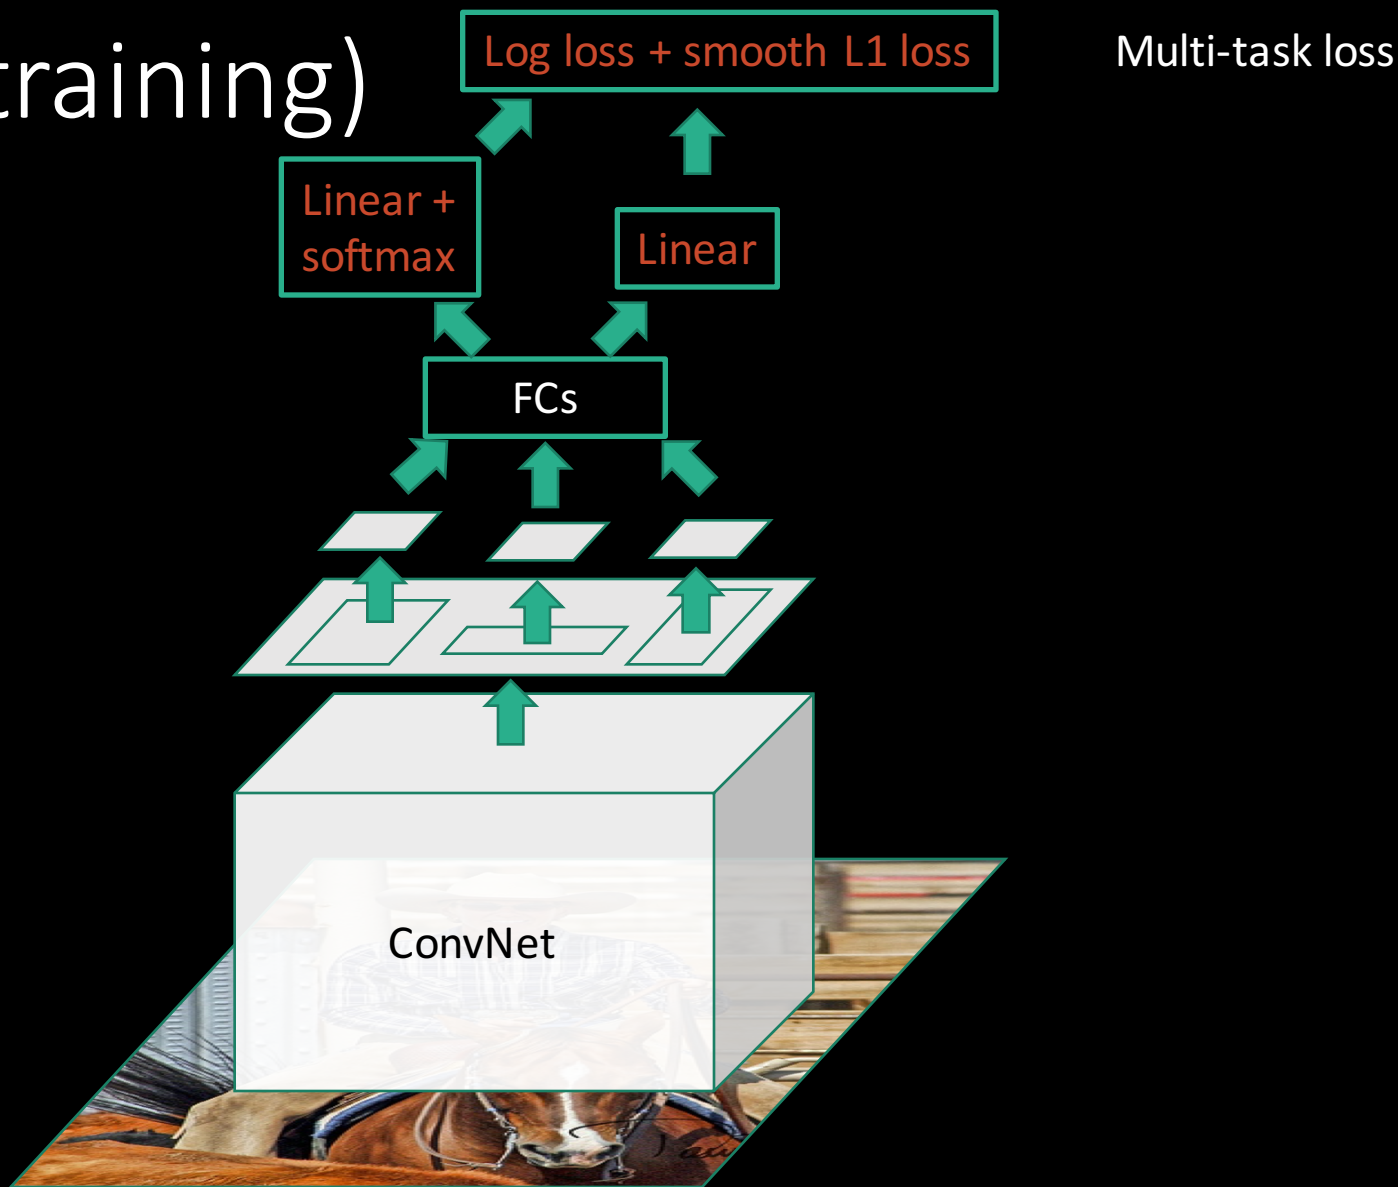 training)
Log loss + smooth L1 loss
Multi-task loss
Linear +
softmax
Linear
FCs
ConvNet